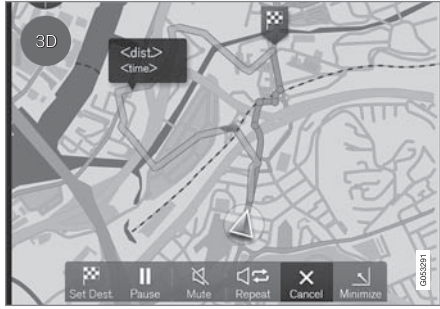 3D
<dist.>
<time>
Set Dest. Pause Mute Repeat Cancel Minimize
G053291